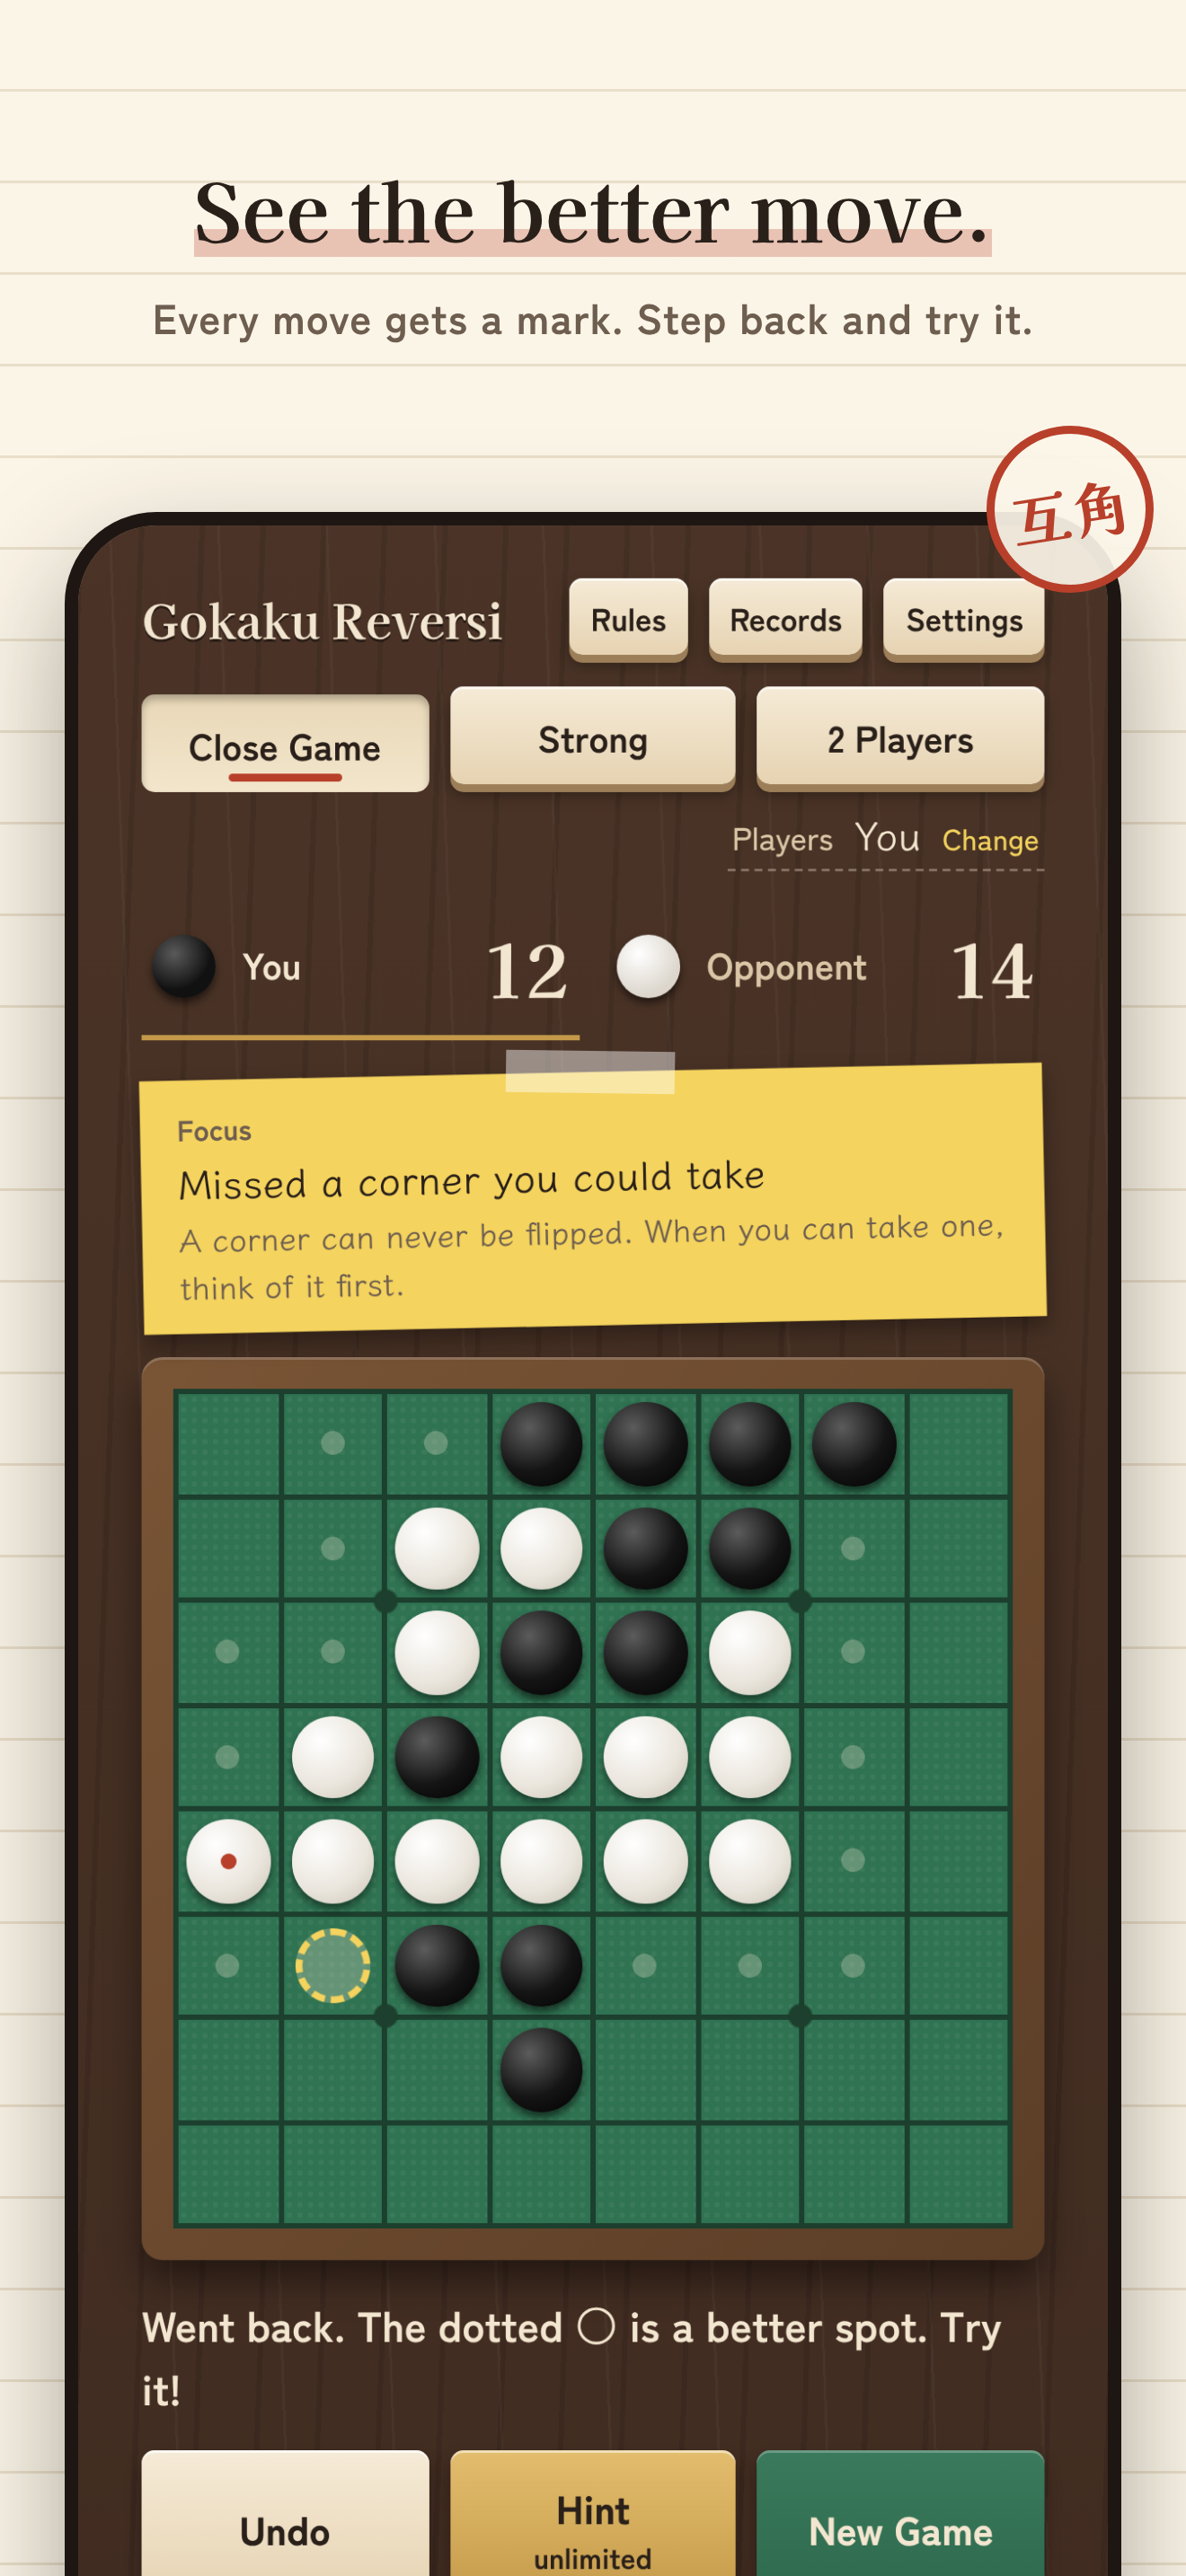 See the better move.
Every move gets a mark. Step back and try it.
互角
Gokaku Reversi
Rules
Records
Settings
Close Game
Strong
2 Players
Players You Change
You 12
Opponent 14
Focus
Missed a corner you could take
A corner can never be flipped. When you can take one,
think of it first.
Went back. The dotted ◯ is a better spot. Try
it!
Undo
Hint
unlimited
New Game